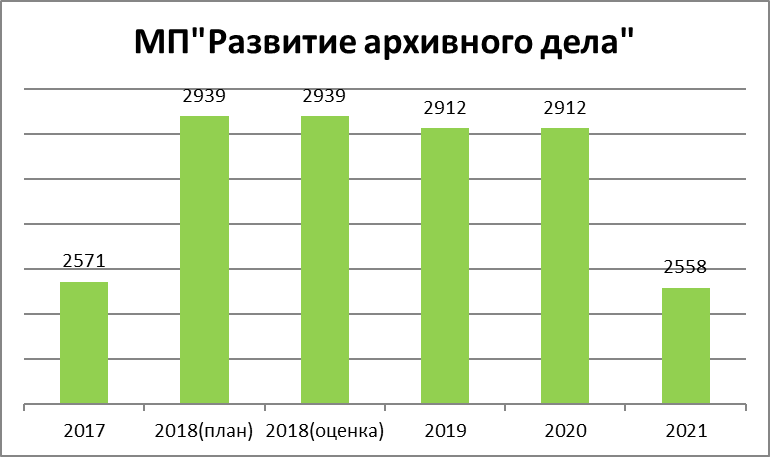 МП"Развитие архивного дела"
2939 2939 2912 2912
2571 2558
2017 2018(план) 2018(оценка) 2019 2020 2021